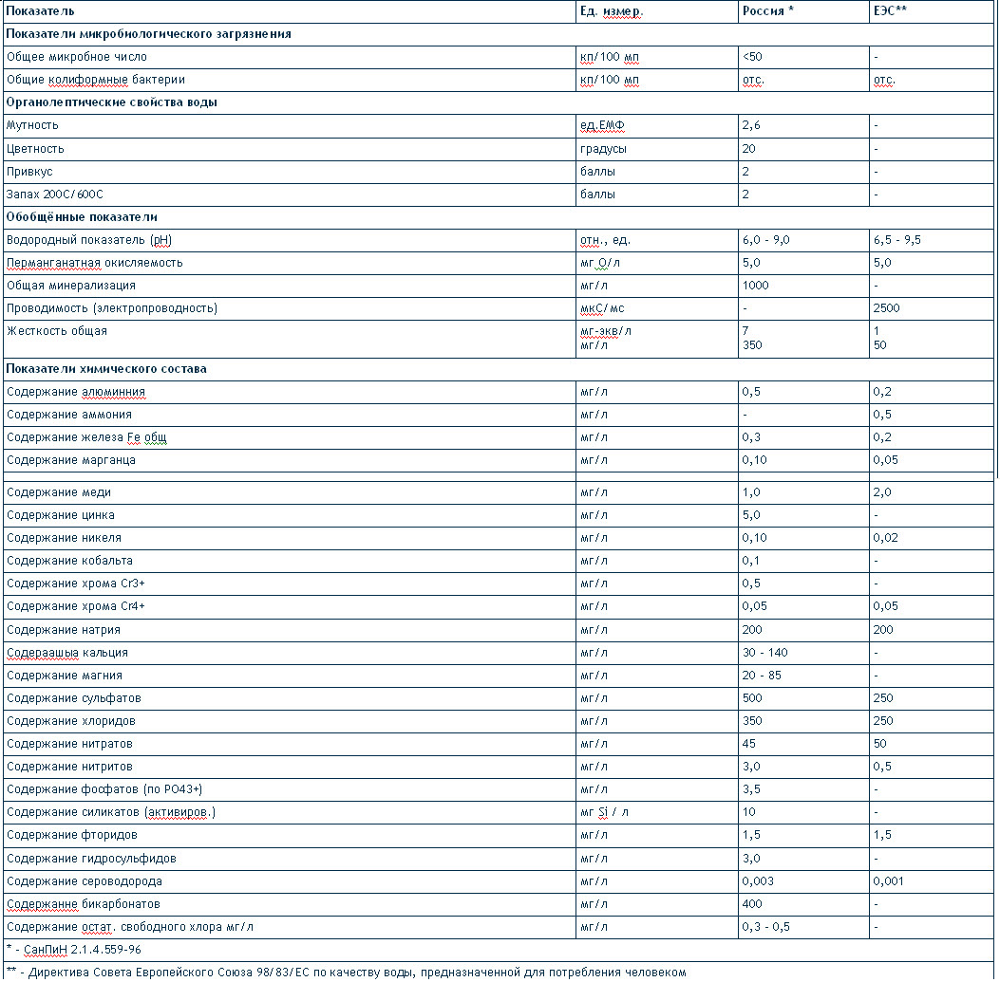 Показатель Ед. измер. Россия * ЕЭС**
Показатели микробиологического загрязнения
Общее микробное число кп/100 мп <50 -
Общие колиформные бактерии кп/100 мп отс. отс.
Органолептические свойства воды
Мутность ед.ЕМФ 2,6 -
Цветность градусы 20 -
Привкус баллы 2 -
Запах 200С/600С баллы 2 -
Обобщённые показатели
Водородный показатель (рН) отн., ед. 6,0 - 9,0 6,5 - 9,5
Перманганатная окисляемость мг О/л 5,0 5,0
Общая минерализация мг/л 1000 -
Проводимость (электропроводность) мкС/мс - 2500
Жесткость общая мг-экв/л 7 1
мг/л 350 50
Показатели химического состава
Содержание алюминния мг/л 0,5 0,2
Содержание аммония мг/л - 0,5
Содержание железа Fe общ мг/л 0,3 0,2
Содержание марганца мг/л 0,10 0,05
Содержание меди мг/л 1,0 2,0
Содержание цинка мг/л 5,0 -
Содержание никеля мг/л 0,10 0,02
Содержание кобальта мг/л 0,1 -
Содержание хрома Cr3+ мг/л 0,5 -
Содержание хрома Cr4+ мг/л 0,05 0,05
Содержание натрия мг/л 200 200
Содераашыа кальция мг/л 30 - 140 -
Содержание магния мг/л 20 - 85 -
Содержание сульфатов мг/л 500 250
Содержание хлоридов мг/л 350 250
Содержание нитратов мг/л 45 50
Содержание нитритов мг/л 3,0 0,5
Содержание фосфатов (по РО43+) мг/л 3,5 -
Содержание силикатов (активиров.) мг Si / л 10 -
Содержание фторидов мг/л 1,5 1,5
Содержание гидросульфидов мг/л 3,0 -
Содержание сероводорода мг/л 0,003 0,001
Содержанне бикарбонатов мг/л 400 -
Содержание остат. свободного хлора мг/л мг/л 0,3 - 0,5 -
* - СанПиН 2.1.4.559-96
** - Директива Совета Европейского Союза 98/83/ЕС по качеству воды, предназначенной для потребления человеком